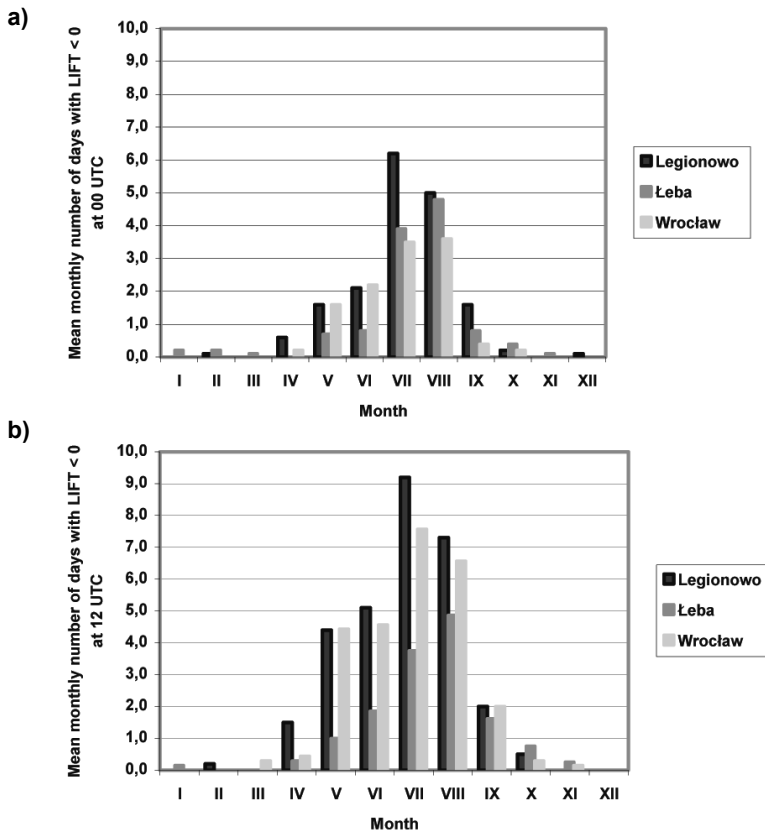 a)
Mean monthly number of days with LIFT < 0
at 00 UTC
10,0
9,0
8,0
7,0
6,0
5,0
4,0
3,0
2,0
1,0
0,0
I II III IV V VI VII VIII IX X XI XII
Month
Legionowo
Łeba
Wrocław
b)
Mean monthly number of days with LIFT < 0
at 12 UTC
10,0
9,0
8,0
7,0
6,0
5,0
4,0
3,0
2,0
1,0
0,0
I II III IV V VI VII VIII IX X XI XII
Month
Legionowo
Łeba
Wrocław